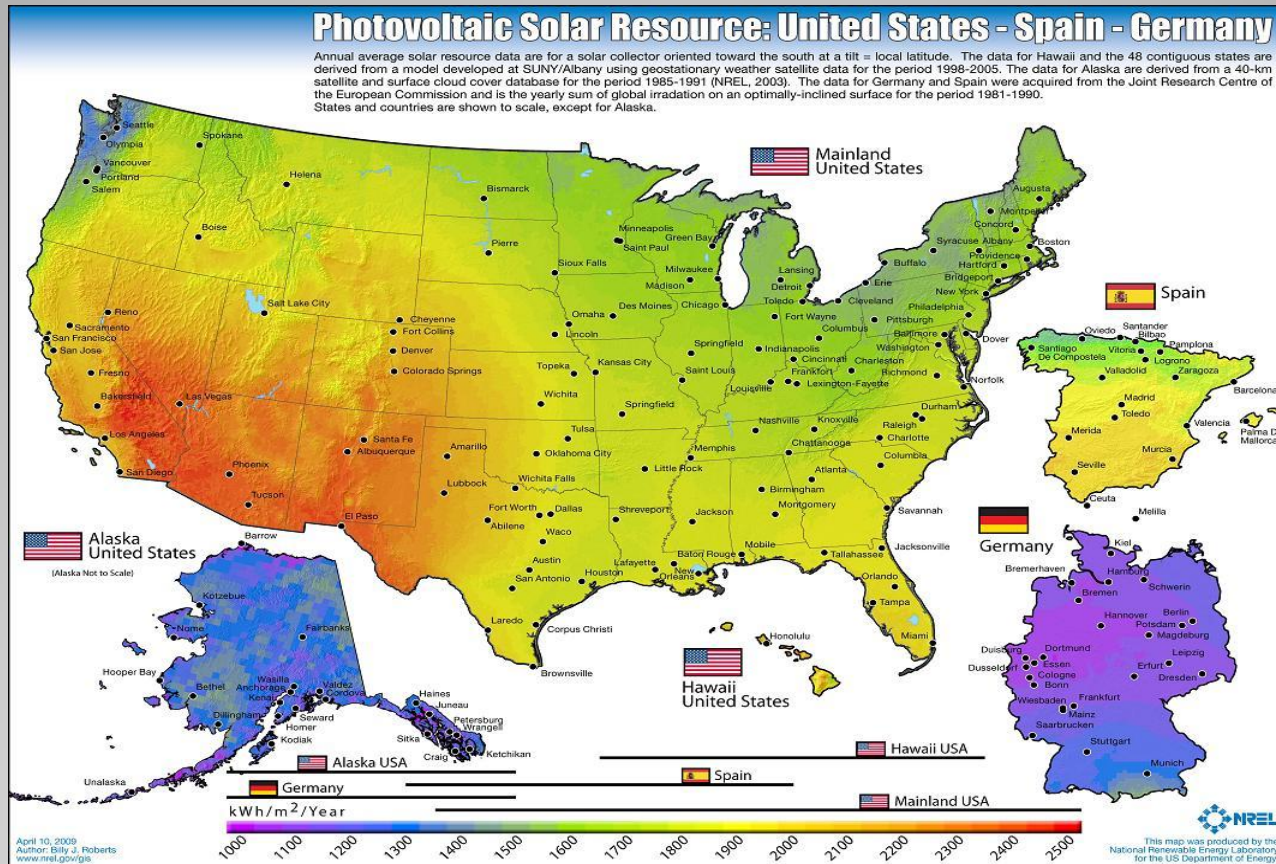 Photovoltaic Solar Resource: United States - Spain - Germany
Annual average solar resource data are for a solar collector oriented toward the south at a tilt = local latitude. The data for Hawaii and the 48 contiguous states are
derived from a model developed at SUNY/Albany using geostationary weather satellite data for the period 1998-2005. The data for Alaska are derived from a 40-km
satellite and surface cloud cover database for the period 1985-1991 (NREL, 2003). The data for Germany and Spain were acquired from the Joint Research Centre of
the European Commission and is the yearly sum of global irradation on an optimally-inclined surface for the period 1981-1990.
States and countries are shown to scale, except for Alaska.
Mainland
United States
Seattle
Olympia
Vancouver
Portland
Salem
Spokane
Helena
Boise
Bismarck
Pierre
Minneapolis
Saint Paul
Green Bay
Sioux Falls
Milwaukee
Madison
Lansing
Detroit
Augusta
Montpelier
Concord
Syracuse
Albany
Boston
Buffalo
Providence
Hartford
Bridgeport
New York
Erie
Reno
Sacramento
San Francisco
San Jose
Fresno
Bakersfield
Los Angeles
San Diego
Las Vegas
Salt Lake City
Cheyenne
Fort Collins
Denver
Colorado Springs
Omaha
Lincoln
Des Moines
Chicago
Toledo
Cleveland
Fort Wayne
Columbus
Pittsburgh
Philadelphia
Baltimore
Washington
Dover
Topeka
Kansas City
Springfield
Saint Louis
Indianapolis
Cincinnati
Charleston
Frankfort
Louisville
Lexington-Fayette
Richmond
Norfolk
Wichita
Springfield
Nashville
Knoxville
Durham
Raleigh
Charlotte
Santa Fe
Albuquerque
Amarillo
Tulsa
Oklahoma City
Memphis
Chattanooga
Columbia
Little Rock
Atlanta
Phoenix
Tucson
El Paso
Lubbock
Wichita Falls
Birmingham
Montgomery
Savannah
Fort Worth
Dallas
Abilene
Waco
Shreveport
Jackson
Mobile
Tallahassee
Jacksonville
Austin
San Antonio
Houston
Lafayette
Baton Rouge
New
Orleans
Orlando
Tampa
Miami
Laredo
Corpus Christi
Brownsville
Spain
Oviedo
Santander
Bilbao
Pamplona
Santiago
De Compostela
Vitoria
Logrono
Valladolid
Zaragoza
Barcelona
Madrid
Toledo
Valencia
Palma D
Mallorca
Merida
Murcia
Seville
Ceuta
Melilla
Germany
Kiel
Bremerhaven
Hamburg
Schwerin
Bremen
Hannover
Berlin
Potsdam
Magdeburg
Duisburg
Dortmund
Essen
Dusseldorf
Cologne
Bonn
Leipzig
Erfurt
Dresden
Wiesbaden
Frankfurt
Mainz
Saarbrucken
Stuttgart
Munich
Alaska
United States
(Alaska Not to Scale)
Barrow
Kotzebue
Nome
Fairbanks
Hooper Bay
Bethel
Wasilla
Anchorage
Kenai
Valdez
Cordova
Dillingham
Seward
Homer
Kodiak
Unalaska
Haines
Juneau
Petersburg
Wrangell
Sitka
Craig
Ketchikan
Honolulu
Hawaii
United States
Hawaii USA
Alaska USA
Spain
Germany
Mainland USA
kWh/m2/Year
1000 1100 1200 1300 1400 1500 1600 1700 1800 1900 2000 2100 2200 2300 2400 2500
April 10, 2009
Author: Billy J. Roberts
www.nrel.gov/gis
NREL
This map was produced by the
National Renewable Energy Laboratory
for the US Department of Energy